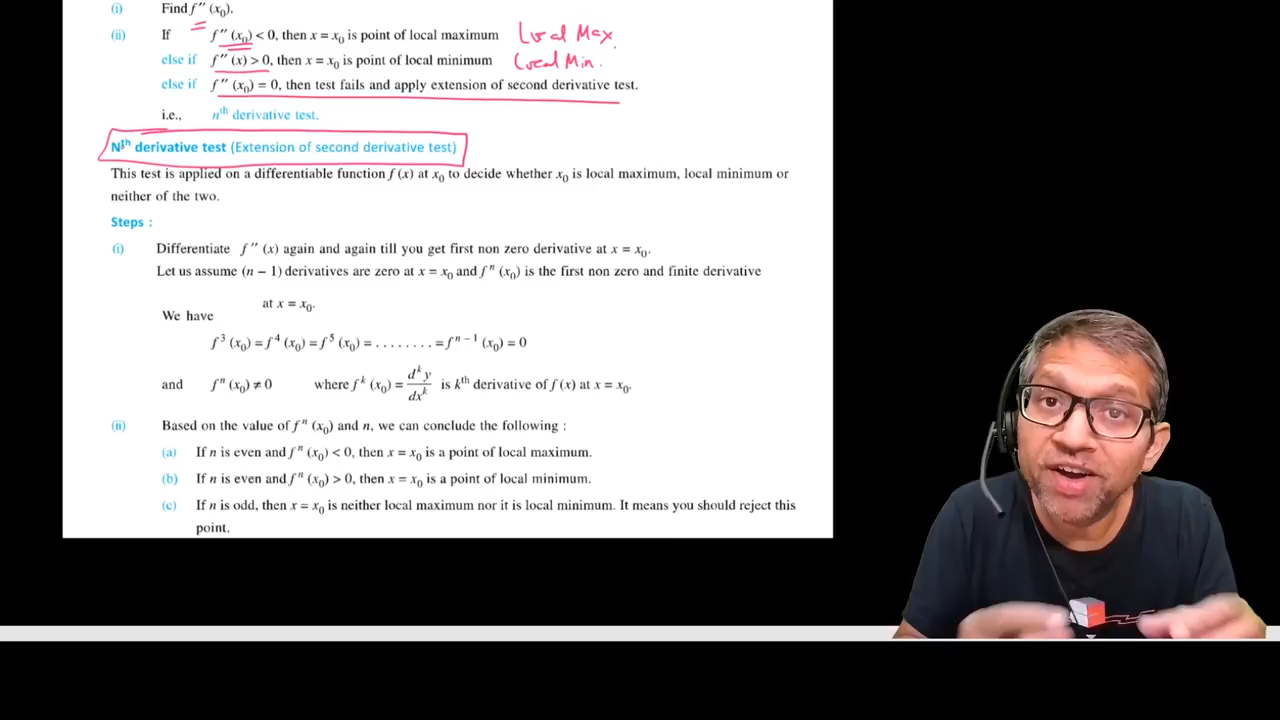 (i) Find f″ (x₀).
(ii) If f″ (x₀) < 0, then x = x₀ is point of local maximum Local Max.
else if f″ (x) > 0, then x = x₀ is point of local minimum Local Min.
else if f″ (x₀) = 0, then test fails and apply extension of second derivative test.
i.e., nᵗʰ derivative test.
Nᵗʰ derivative test (Extension of second derivative test)
This test is applied on a differentiable function f (x) at x₀ to decide whether x₀ is local maximum, local minimum or
neither of the two.
Steps :
(i) Differentiate f″ (x) again and again till you get first non zero derivative at x = x₀.
Let us assume (n − 1) derivatives are zero at x = x₀ and fⁿ (x₀) is the first non zero and finite derivative
at x = x₀.
We have
f³ (x₀) = f⁴ (x₀) = f⁵ (x₀) = . . . . . . . . = fⁿ⁻¹ (x₀) = 0
and fⁿ (x₀) ≠ 0 where fᵏ (x₀) = dᵏy/dxᵏ is kᵗʰ derivative of f (x) at x = x₀.
(ii) Based on the value of fⁿ (x₀) and n, we can conclude the following :
(a) If n is even and fⁿ (x₀) < 0, then x = x₀ is a point of local maximum.
(b) If n is even and fⁿ (x₀) > 0, then x = x₀ is a point of local minimum.
(c) If n is odd, then x = x₀ is neither local maximum nor it is local minimum. It means you should reject this
point.